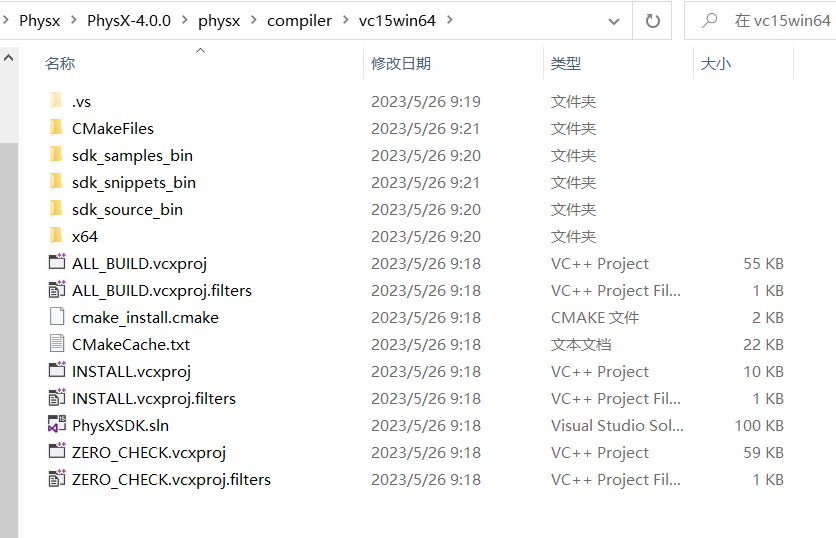 Physx > PhysX-4.0.0 > physx > compiler > vc15win64 > 在 vc15win64
名称 修改日期 类型 大小
.vs 2023/5/26 9:19 文件夹
CMakeFiles 2023/5/26 9:21 文件夹
sdk_samples_bin 2023/5/26 9:20 文件夹
sdk_snippets_bin 2023/5/26 9:21 文件夹
sdk_source_bin 2023/5/26 9:20 文件夹
x64 2023/5/26 9:20 文件夹
ALL_BUILD.vcxproj 2023/5/26 9:18 VC++ Project 55 KB
ALL_BUILD.vcxproj.filters 2023/5/26 9:18 VC++ Project Fil... 1 KB
cmake_install.cmake 2023/5/26 9:18 CMAKE 文件 2 KB
CMakeCache.txt 2023/5/26 9:18 文本文档 22 KB
INSTALL.vcxproj 2023/5/26 9:18 VC++ Project 10 KB
INSTALL.vcxproj.filters 2023/5/26 9:18 VC++ Project Fil... 1 KB
PhysXSDK.sln 2023/5/26 9:18 Visual Studio Sol... 100 KB
ZERO_CHECK.vcxproj 2023/5/26 9:18 VC++ Project 59 KB
ZERO_CHECK.vcxproj.filters 2023/5/26 9:18 VC++ Project Fil... 1 KB